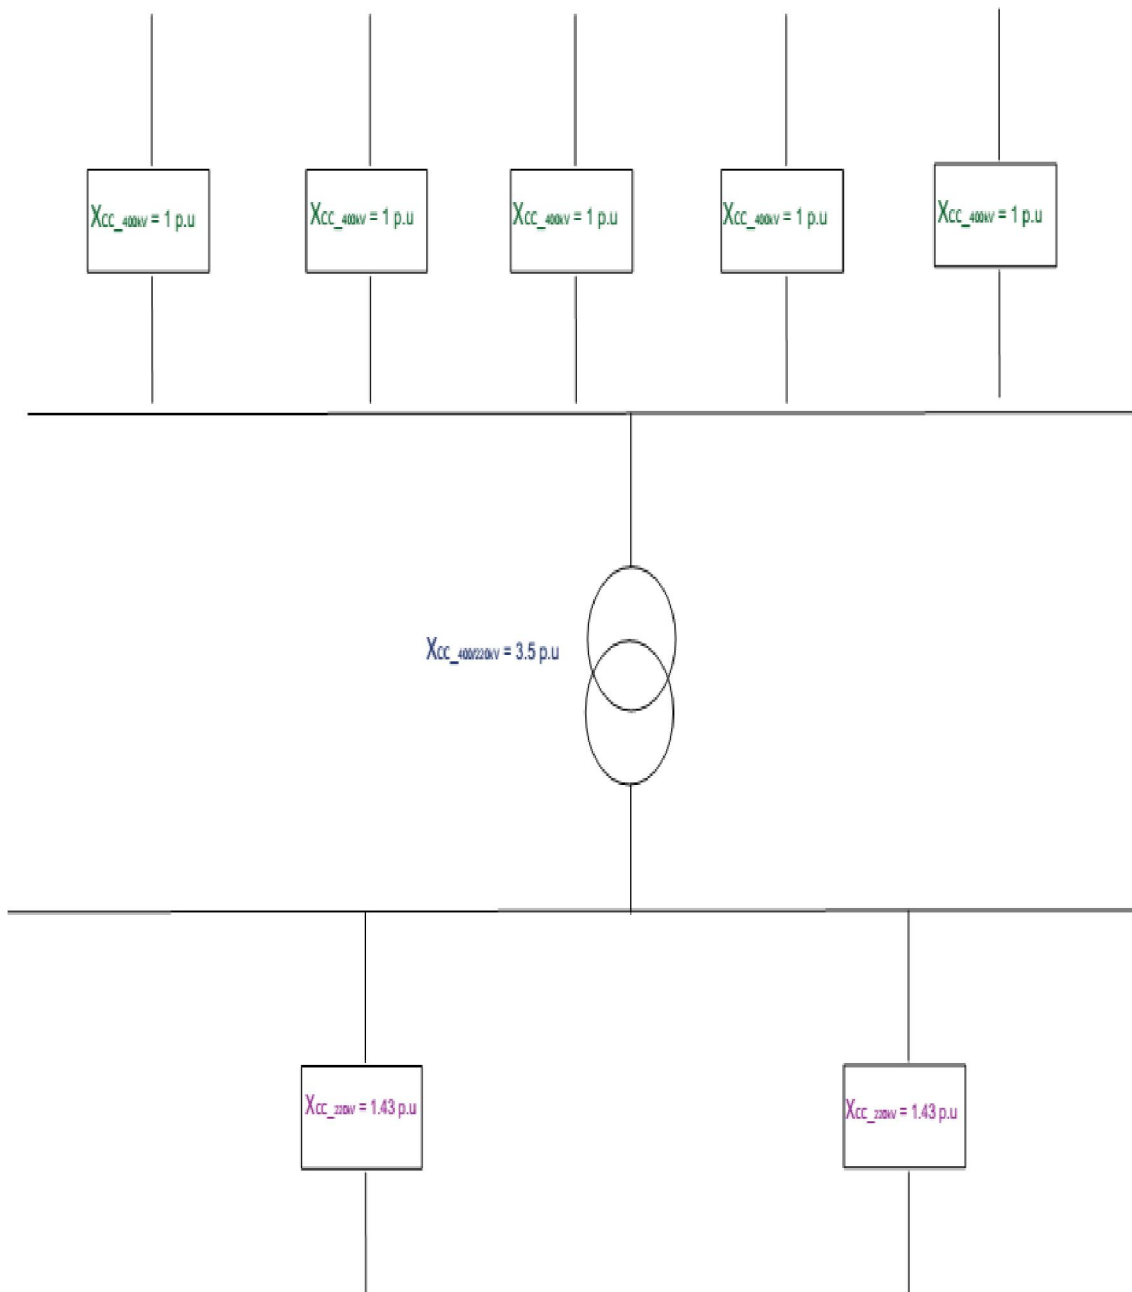 Xcc_400kV = 1 p.u
Xcc_400kV = 1 p.u
Xcc_400kV = 1 p.u
Xcc_400kV = 1 p.u
Xcc_400kV = 1 p.u
Xcc_400/220kV = 3.5 p.u
Xcc_220kV = 1.43 p.u
Xcc_220kV = 1.43 p.u